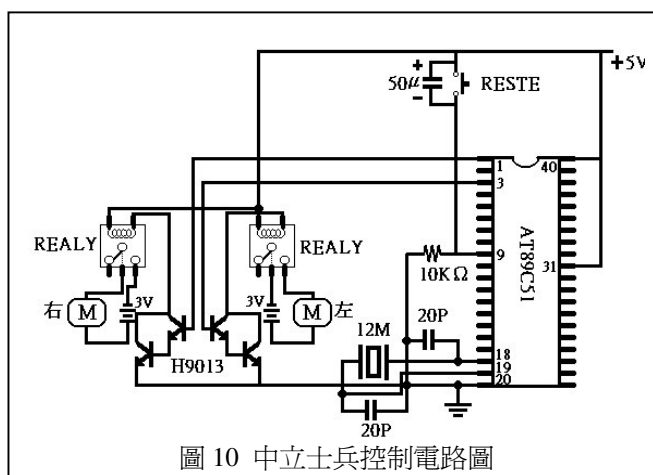 +5V
+
50μ
-
RESTE
1
40
3
REALY
REALY
9
31
AT89C51
10KΩ
右
M
3V
3V
M
左
H9013
12M
20P
18
19
20
20P
圖 10 中立士兵控制電路圖